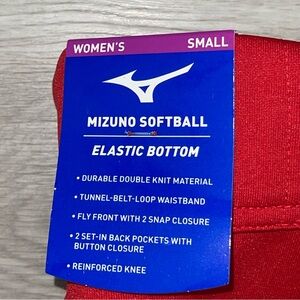 WOMEN'S SMALL
MIZUNO SOFTBALL
ELASTIC BOTTOM
• DURABLE DOUBLE KNIT MATERIAL
• TUNNEL-BELT-LOOP WAISTBAND
• FLY FRONT WITH 2 SNAP CLOSURE
• 2 SET-IN BACK POCKETS WITH
BUTTON CLOSURE
• REINFORCED KNEE